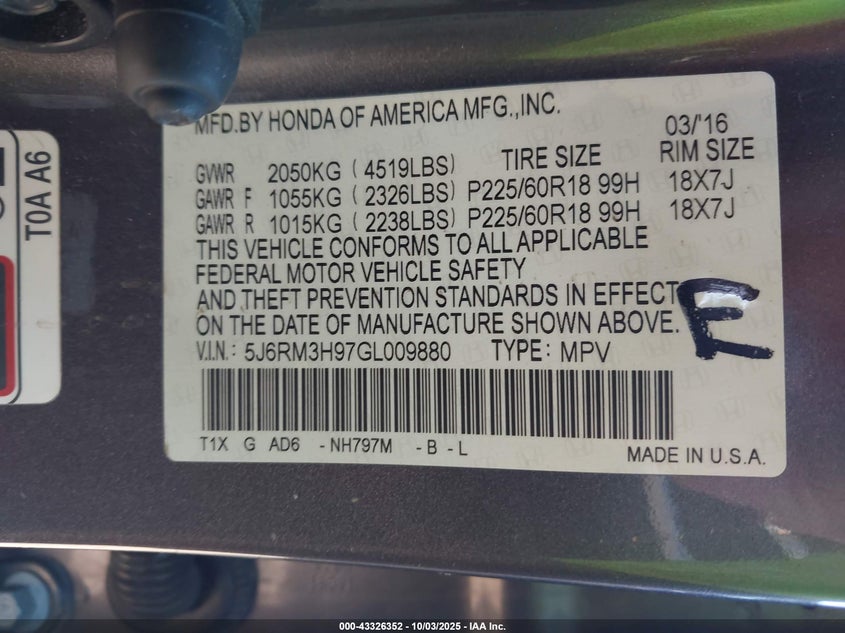 MFD.BY HONDA OF AMERICA MFG.,INC.
03/'16
GVWR 2050KG ( 4519LBS) TIRE SIZE RIM SIZE
GAWR F 1055KG ( 2326LBS) P225/60R18 99H 18X7J
GAWR R 1015KG ( 2238LBS) P225/60R18 99H 18X7J
THIS VEHICLE CONFORMS TO ALL APPLICABLE
FEDERAL MOTOR VEHICLE SAFETY
AND THEFT PREVENTION STANDARDS IN EFFECT
ON THE DATE OF MANUFACTURE SHOWN ABOVE.
E
V.I.N.: 5J6RM3H97GL009880 TYPE: MPV
T1X G AD6 -NH797M -B -L
MADE IN U.S.A.
T0A A6
000-43326352 | 10/03/2025 | IAA Inc.